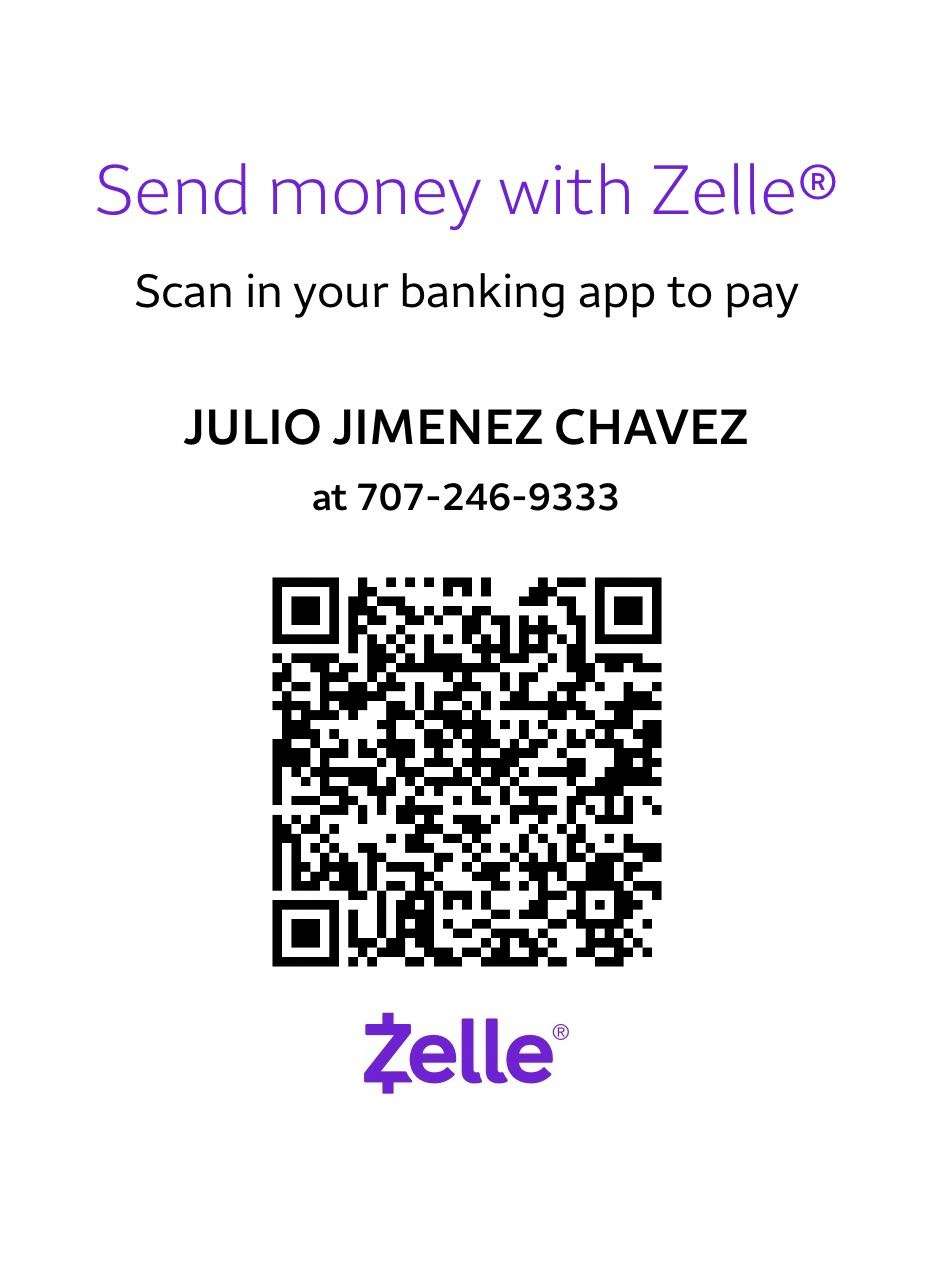 Send money with Zelle®
Scan in your banking app to pay
JULIO JIMENEZ CHAVEZ
at 707-246-9333
Zelle®